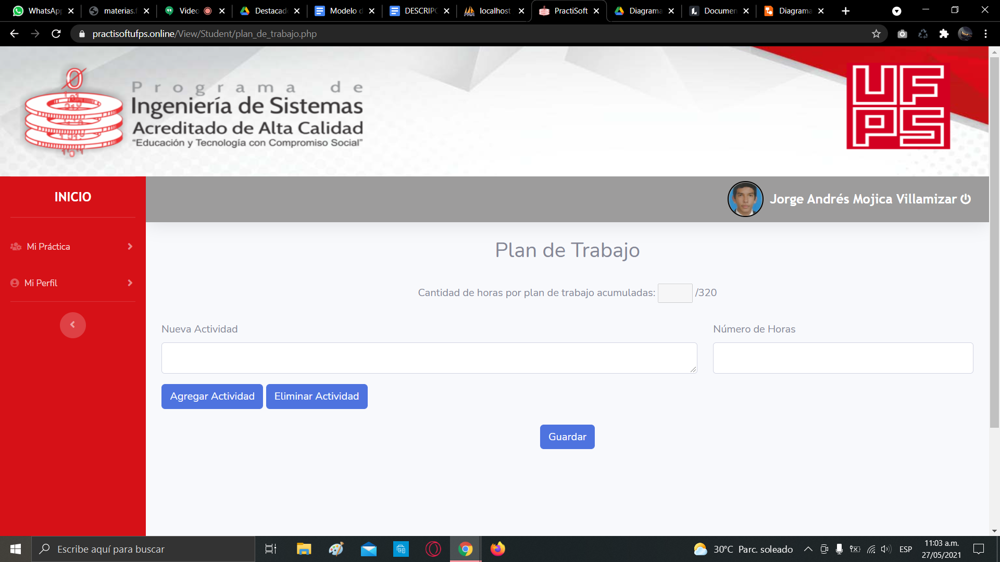 WhatsApp
materias.f
Video
Destacad
Modelo d
DESCRIPC
localhost
PractiSoft
Diagrama
Documen
Diagrama
practisoftufps.online/View/Student/plan_de_trabajo.php
Programa de
Ingeniería de Sistemas
Acreditado de Alta Calidad
“Educación y Tecnología con Compromiso Social”
UFPS
INICIO
Jorge Andrés Mojica Villamizar
Mi Práctica
Mi Perfil
Plan de Trabajo
Cantidad de horas por plan de trabajo acumuladas: /320
Nueva Actividad
Número de Horas
Agregar Actividad
Eliminar Actividad
Guardar
Escribe aquí para buscar
30°C Parc. soleado
ESP
11:03 a.m.
27/05/2021